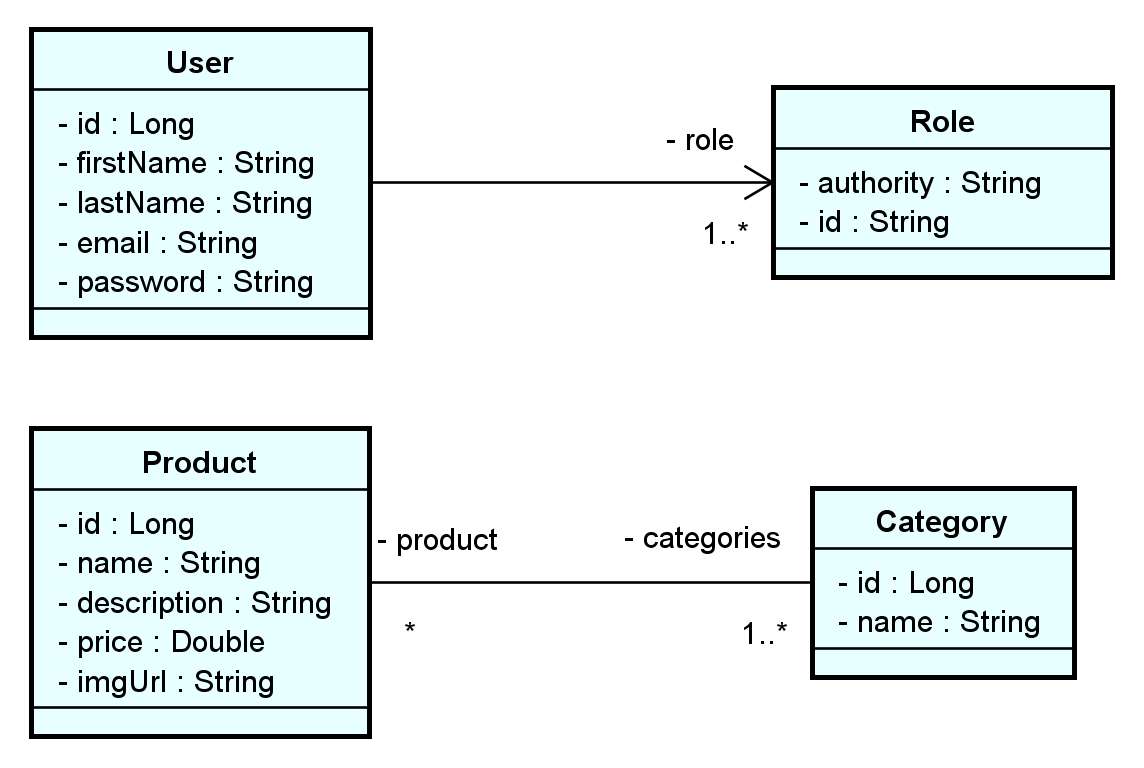 User
- id : Long
- firstName : String
- lastName : String
- email : String
- password : String
- role
1..*
Role
- authority : String
- id : String
Product
- id : Long
- name : String
- description : String
- price : Double
- imgUrl : String
- product
*
- categories
1..*
Category
- id : Long
- name : String